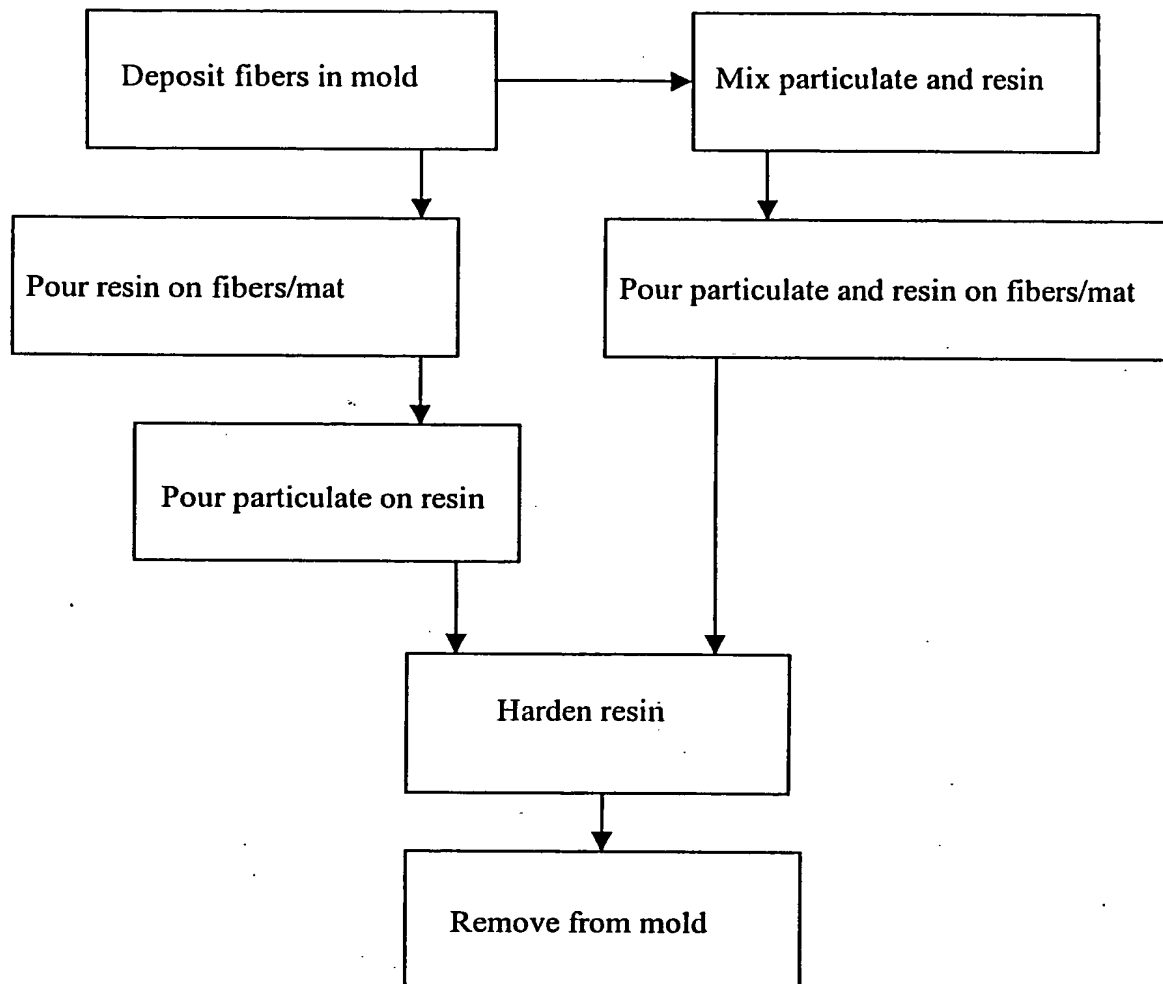 Deposit fibers in mold
Mix particulate and resin
Pour resin on fibers/mat
Pour particulate and resin on fibers/mat
Pour particulate on resin
Harden resin
Remove from mold